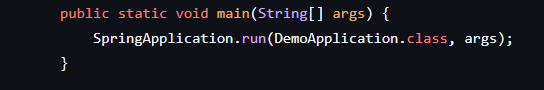 public static void main(String[] args) {
SpringApplication.run(DemoApplication.class, args);
}